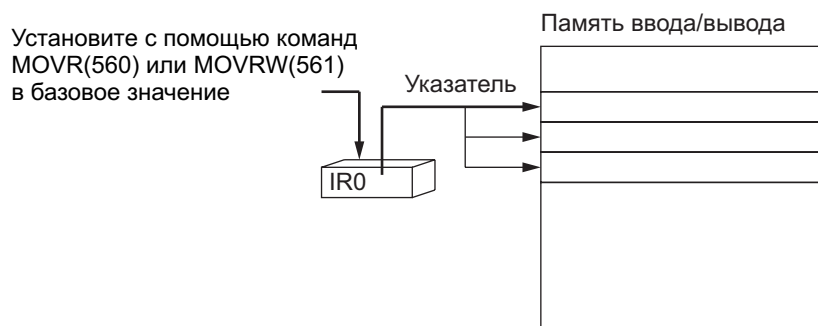 Память ввода/вывода
Установите с помощью команд
MOVR(560) или MOVRW(561)
в базовое значение
Указатель
IR0